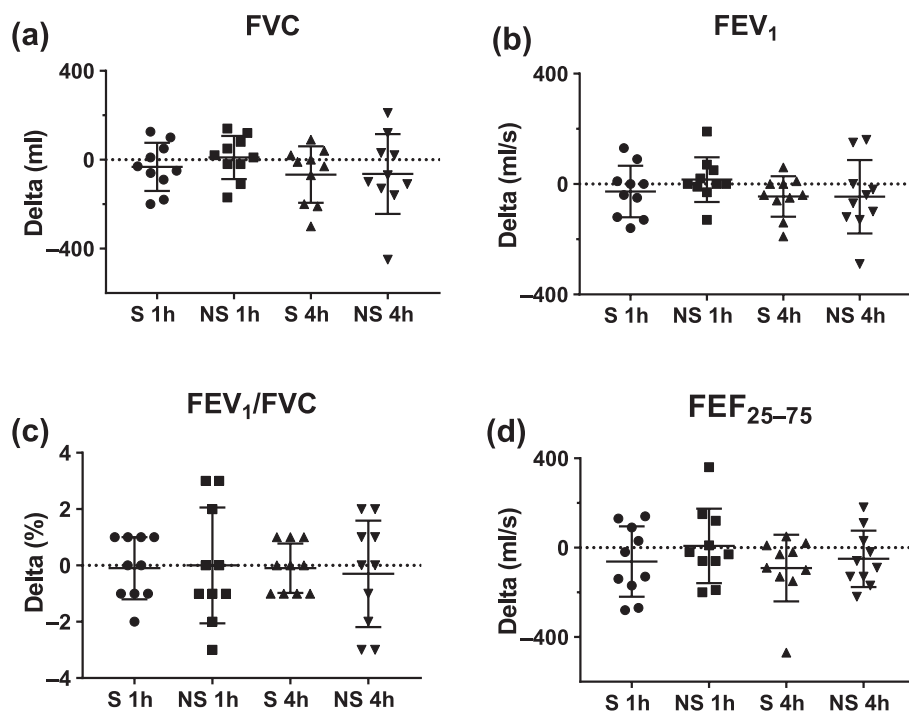 (a)
FVC
Delta (ml)
400
0
–400
S 1h NS 1h S 4h NS 4h
(b)
FEV₁
Delta (ml/s)
400
0
–400
S 1h NS 1h S 4h NS 4h
(c)
FEV₁/FVC
Delta (%)
4
2
0
–2
–4
S 1h NS 1h S 4h NS 4h
(d)
FEF₂₅₋₇₅
Delta (ml/s)
400
0
–400
S 1h NS 1h S 4h NS 4h